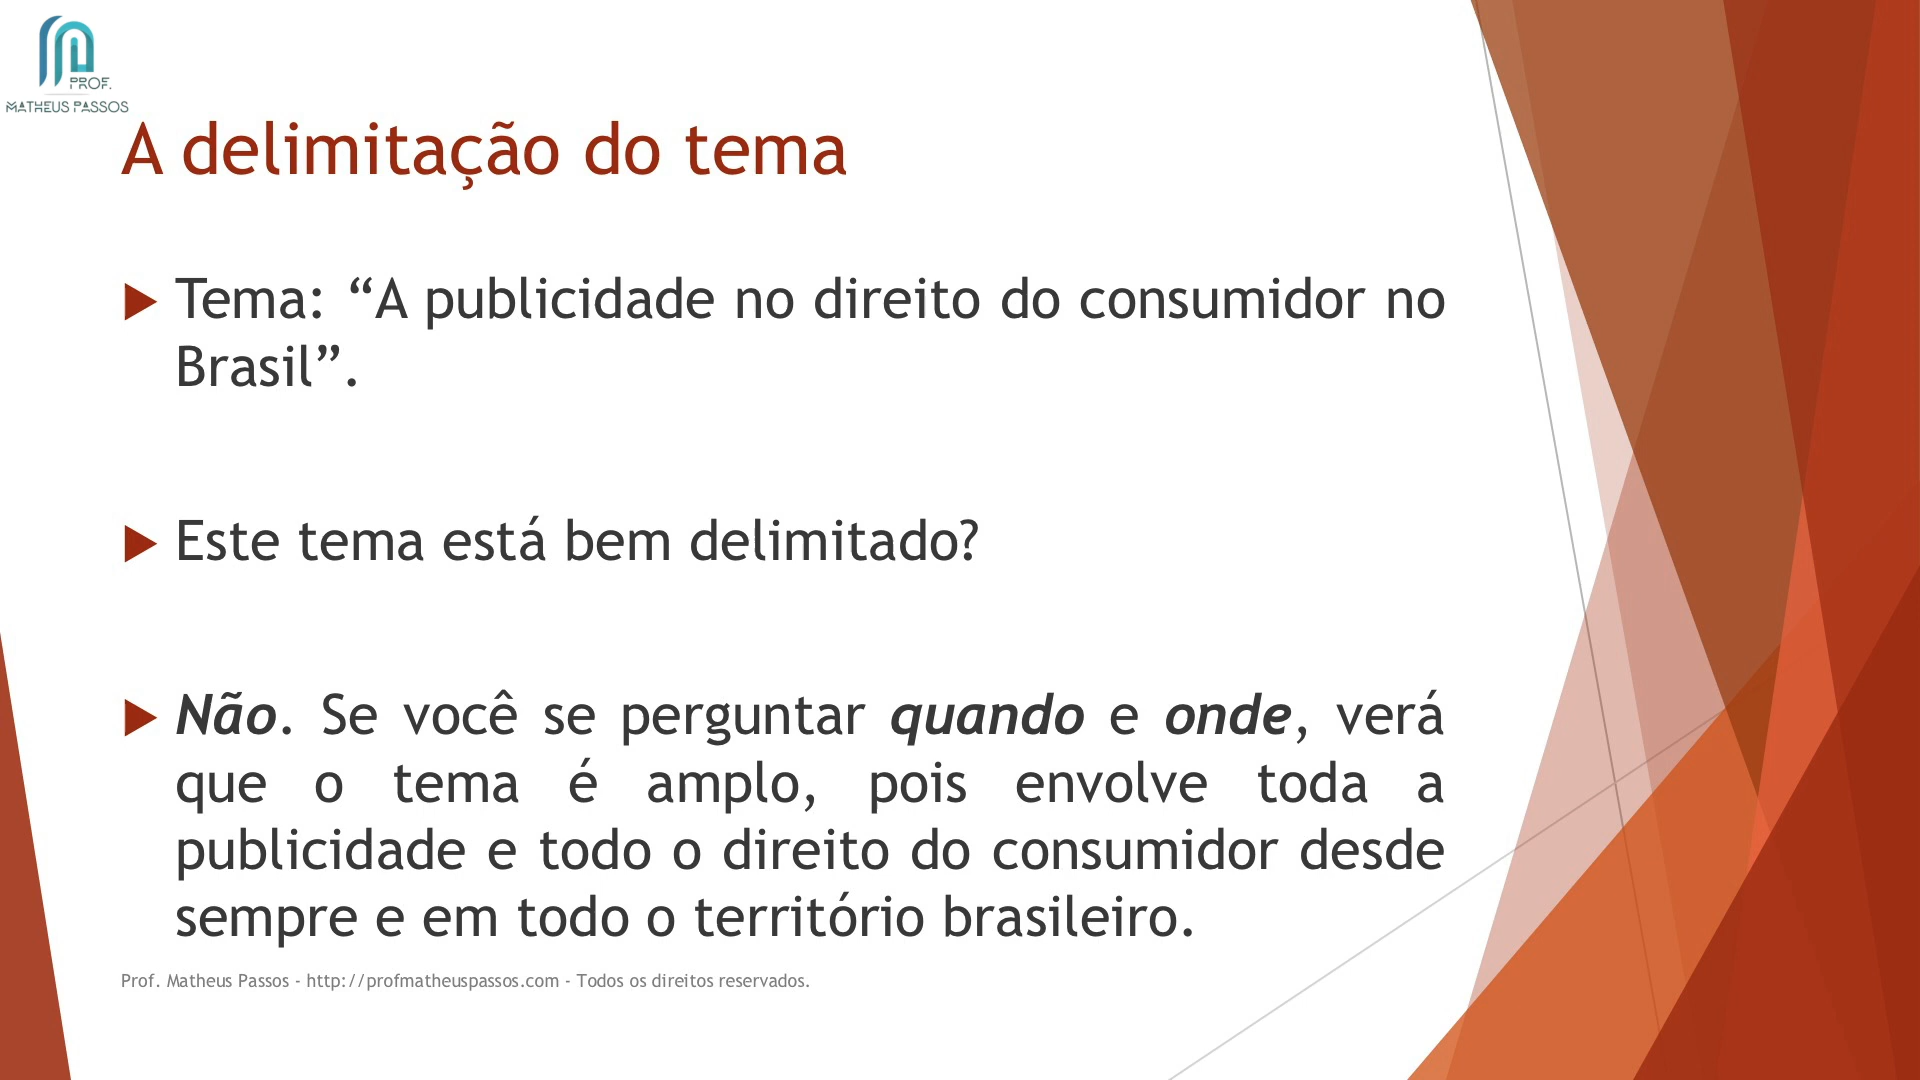 PROF.
MATHEUS PASSOS
A delimitação do tema
Tema: “A publicidade no direito do consumidor no
Brasil”.
Este tema está bem delimitado?
Não. Se você se perguntar quando e onde, verá
que o tema é amplo, pois envolve toda a
publicidade e todo o direito do consumidor desde
sempre e em todo o território brasileiro.
Prof. Matheus Passos - http://profmatheuspassos.com - Todos os direitos reservados.